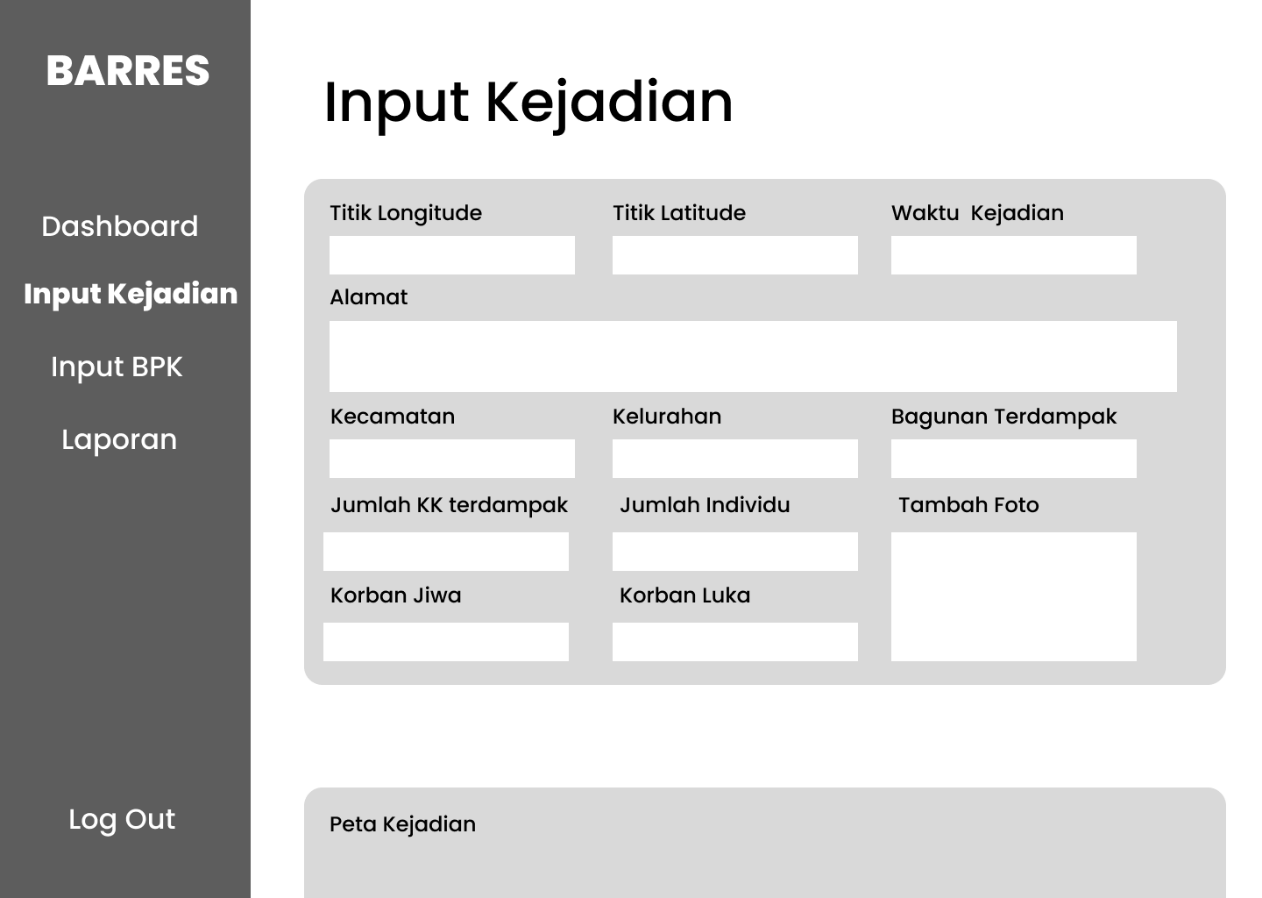 BARRES
Dashboard
Input Kejadian
Input BPK
Laporan
Log Out
Input Kejadian
Titik Longitude
Titik Latitude
Waktu  Kejadian
Alamat
Kecamatan
Kelurahan
Bagunan Terdampak
Jumlah KK terdampak
Jumlah Individu
Tambah Foto
Korban Jiwa
Korban Luka
Peta Kejadian